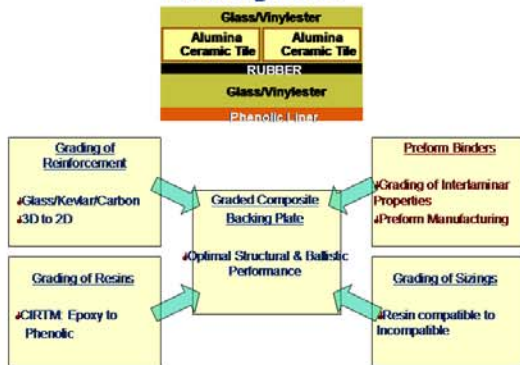 Glass/Vinylester
Alumina Ceramic Tile
Alumina Ceramic Tile
RUBBER
Glass/Vinylester
Phenolic Liner
Grading of
Reinforcement
Glass/Kevlar/Carbon
3D to 2D
Preform Binders
Grading of Interlaminar
Properties
Preform Manufacturing
Graded Composite
Backing Plate
Optimal Structural & Ballistic
Performance
Grading of Resins
CIRTM: Epoxy to
Phenolic
Grading of Sizings
Resin compatible to
Incompatible